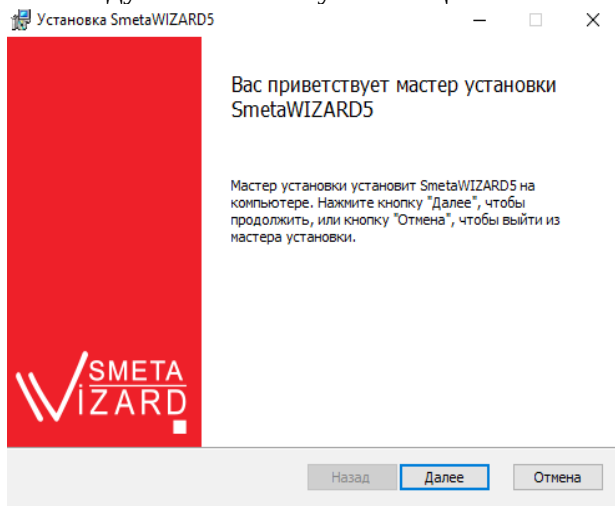 Установка SmetaWIZARD5
Вас приветствует мастер установки
SmetaWIZARD5
Мастер установки установит SmetaWIZARD5 на
компьютере. Нажмите кнопку "Далее", чтобы
продолжить, или кнопку "Отмена", чтобы выйти из
мастера установки.
SMETA
WiZARD
Назад Далее Отмена